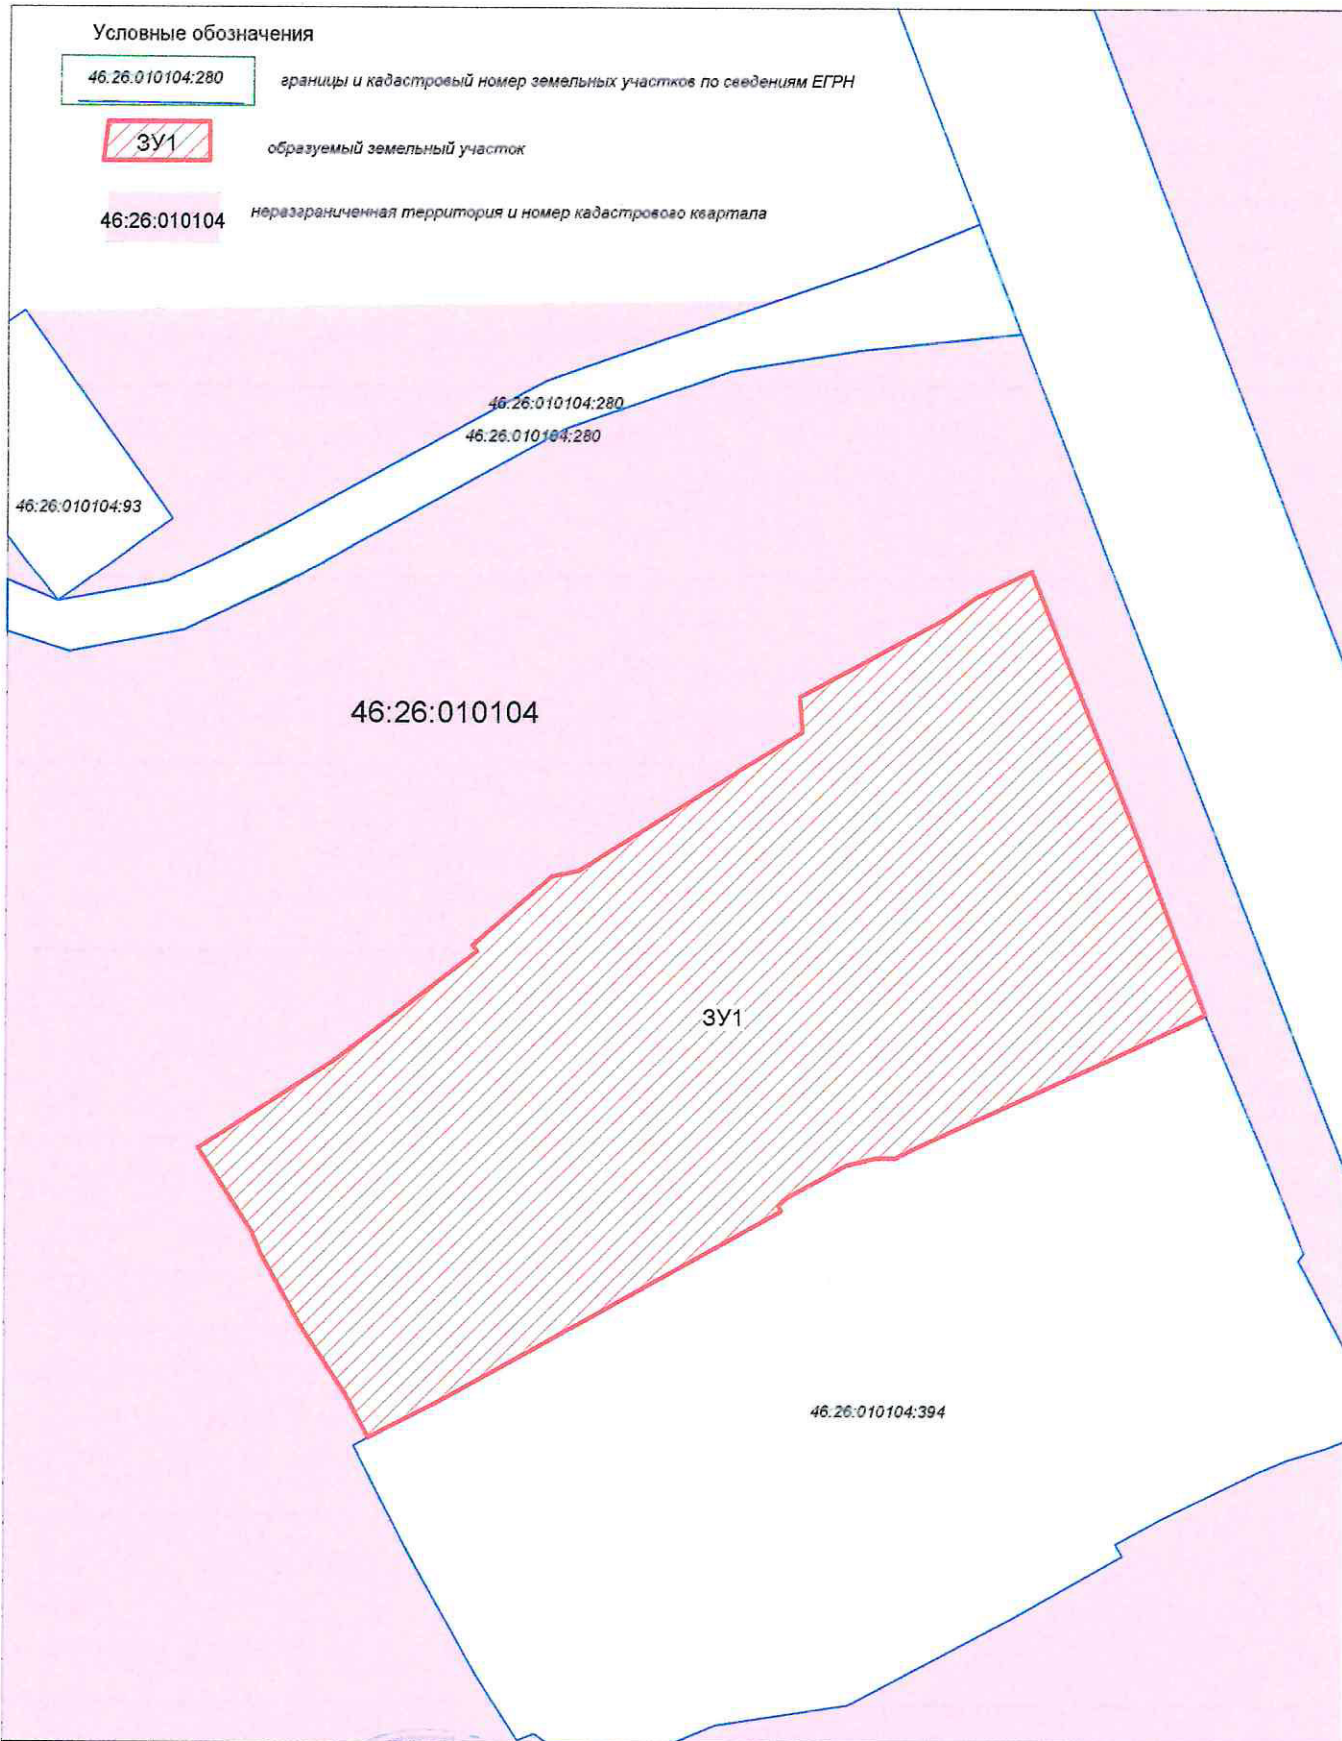 Условные обозначения
46:26:010104:280 границы и кадастровый номер земельных участков по сведениям ЕГРН
ЗУ1 образуемый земельный участок
46:26:010104 неразграниченная территория и номер кадастрового квартала
46:26:010104:280
46:26:010104:280
46:26:010104:93
46:26:010104
ЗУ1
46:26:010104:394